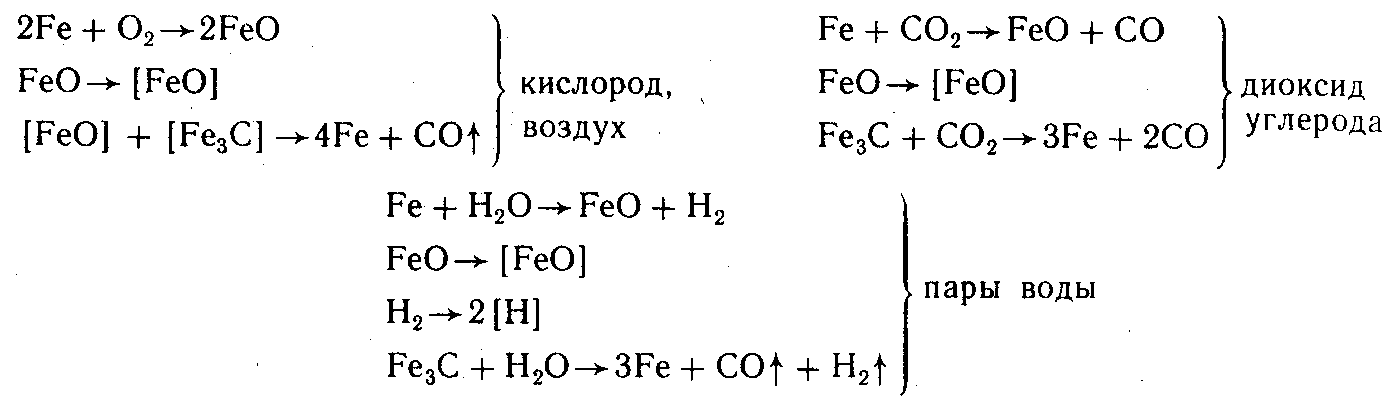 2Fe + O₂→2FeO
FeO→ [FeO]
[FeO] + [Fe₃C] →4Fe + CO↑
кислород,
воздух
Fe + CO₂→FeO + CO
FeO→ [FeO]
Fe₃C + CO₂→3Fe + 2CO
диоксид
углерода
Fe + H₂O→FeO + H₂
FeO→ [FeO]
H₂→2 [H]
Fe₃C + H₂O→3Fe + CO↑ + H₂↑
пары воды